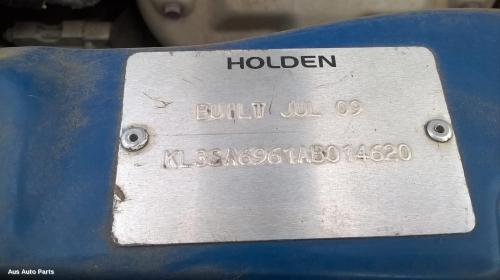 HOLDEN
BUILT JUL 09
KL3SA6961AB014620
Aus Auto Parts